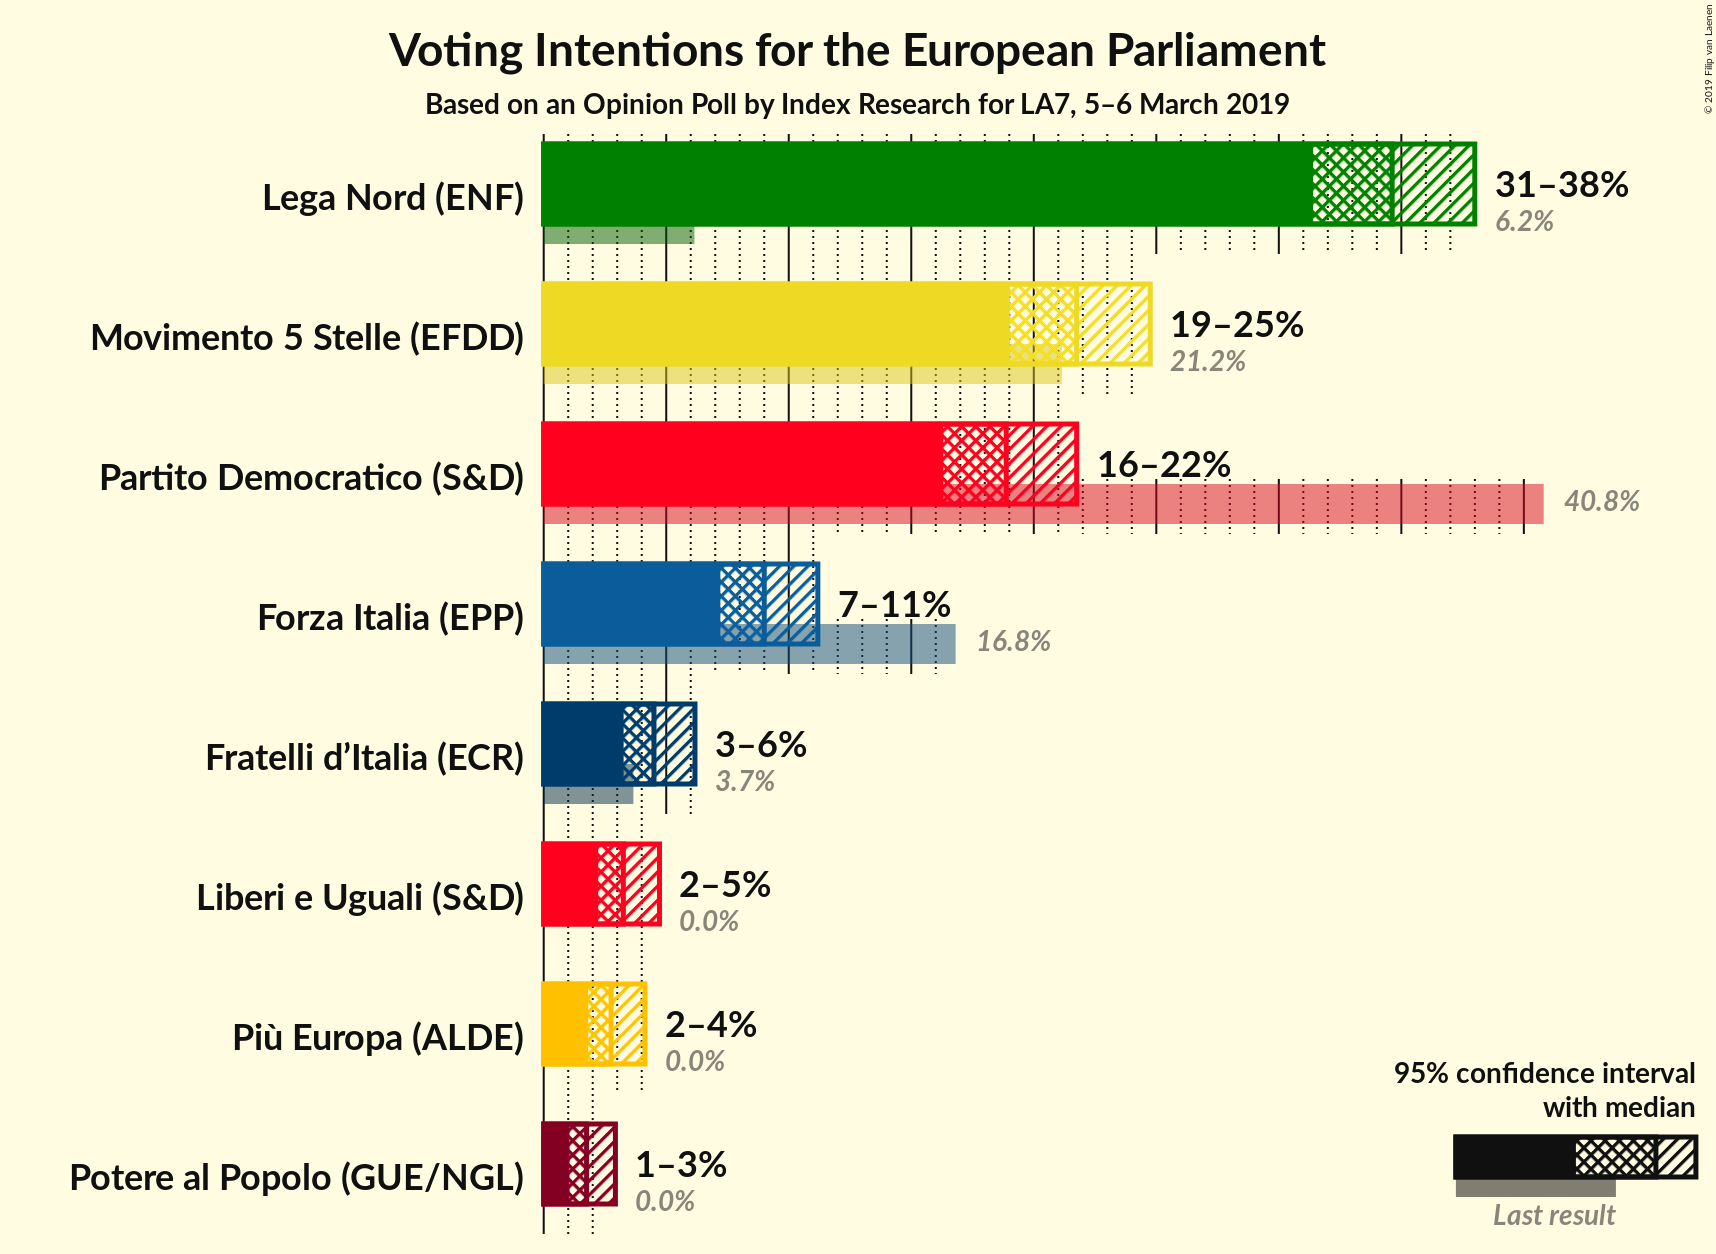 Voting Intentions for the European Parliament
Based on an Opinion Poll by Index Research for LA7, 5–6 March 2019
© 2019 Filip van Laenen
Lega Nord (ENF)
31–38%
6.2%
Movimento 5 Stelle (EFDD)
19–25%
21.2%
Partito Democratico (S&D)
16–22%
40.8%
Forza Italia (EPP)
7–11%
16.8%
Fratelli d’Italia (ECR)
3–6%
3.7%
Liberi e Uguali (S&D)
2–5%
0.0%
Più Europa (ALDE)
2–4%
0.0%
Potere al Popolo (GUE/NGL)
1–3%
0.0%
95% confidence interval
with median
Last result